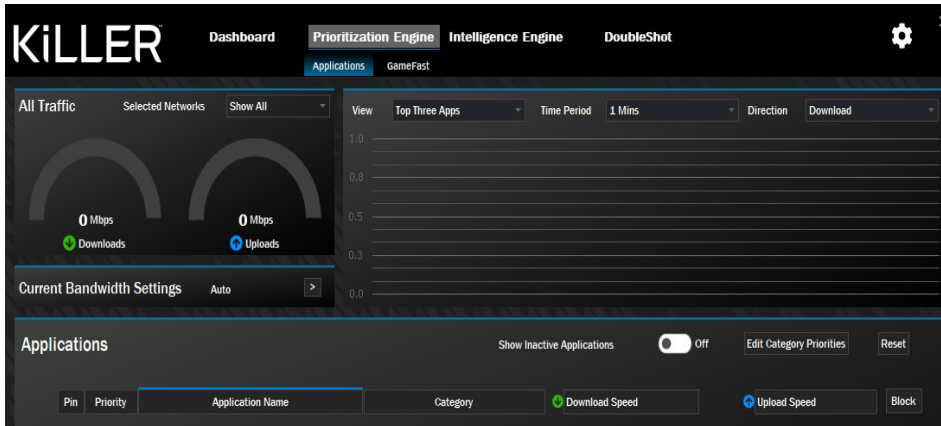 KiLLER
Dashboard Prioritization Engine Intelligence Engine DoubleShot
Applications GameFast
All Traffic Selected Networks Show All
0 Mbps 0 Mbps
Downloads Uploads
Current Bandwidth Settings Auto >
View Top Three Apps Time Period 1 Mins Direction Download
1.0
0.8
0.5
0.3
0.0
Applications Show Inactive Applications Off Edit Category Priorities Reset
Pin Priority Application Name Category Download Speed Upload Speed Block